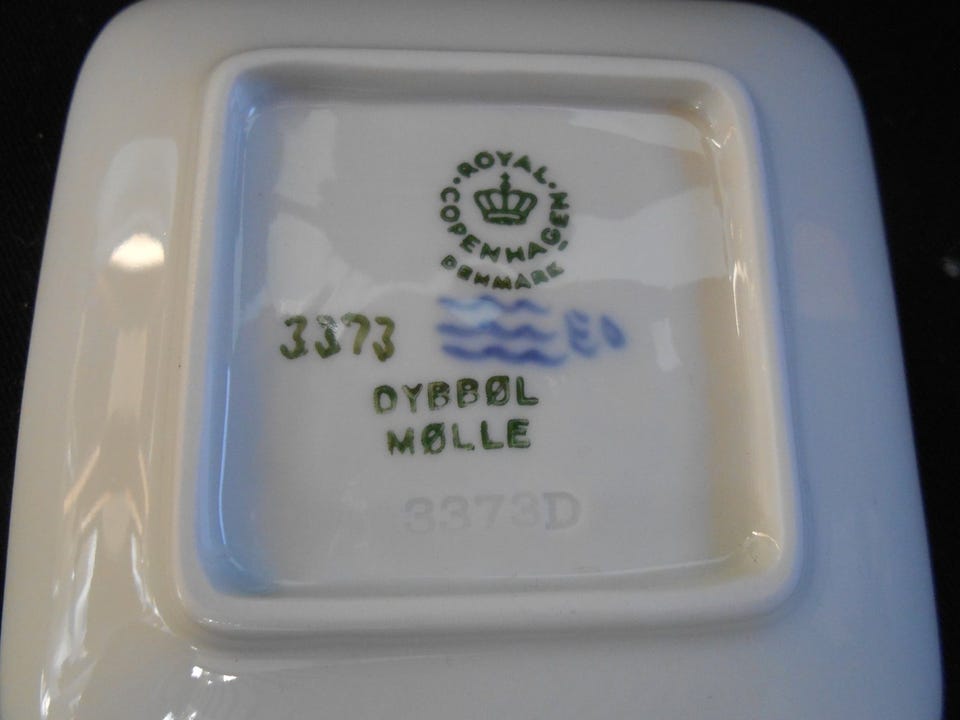 ROYAL
COPENHAGEN
DENMARK
3373
DYBBØL
MØLLE
3373D